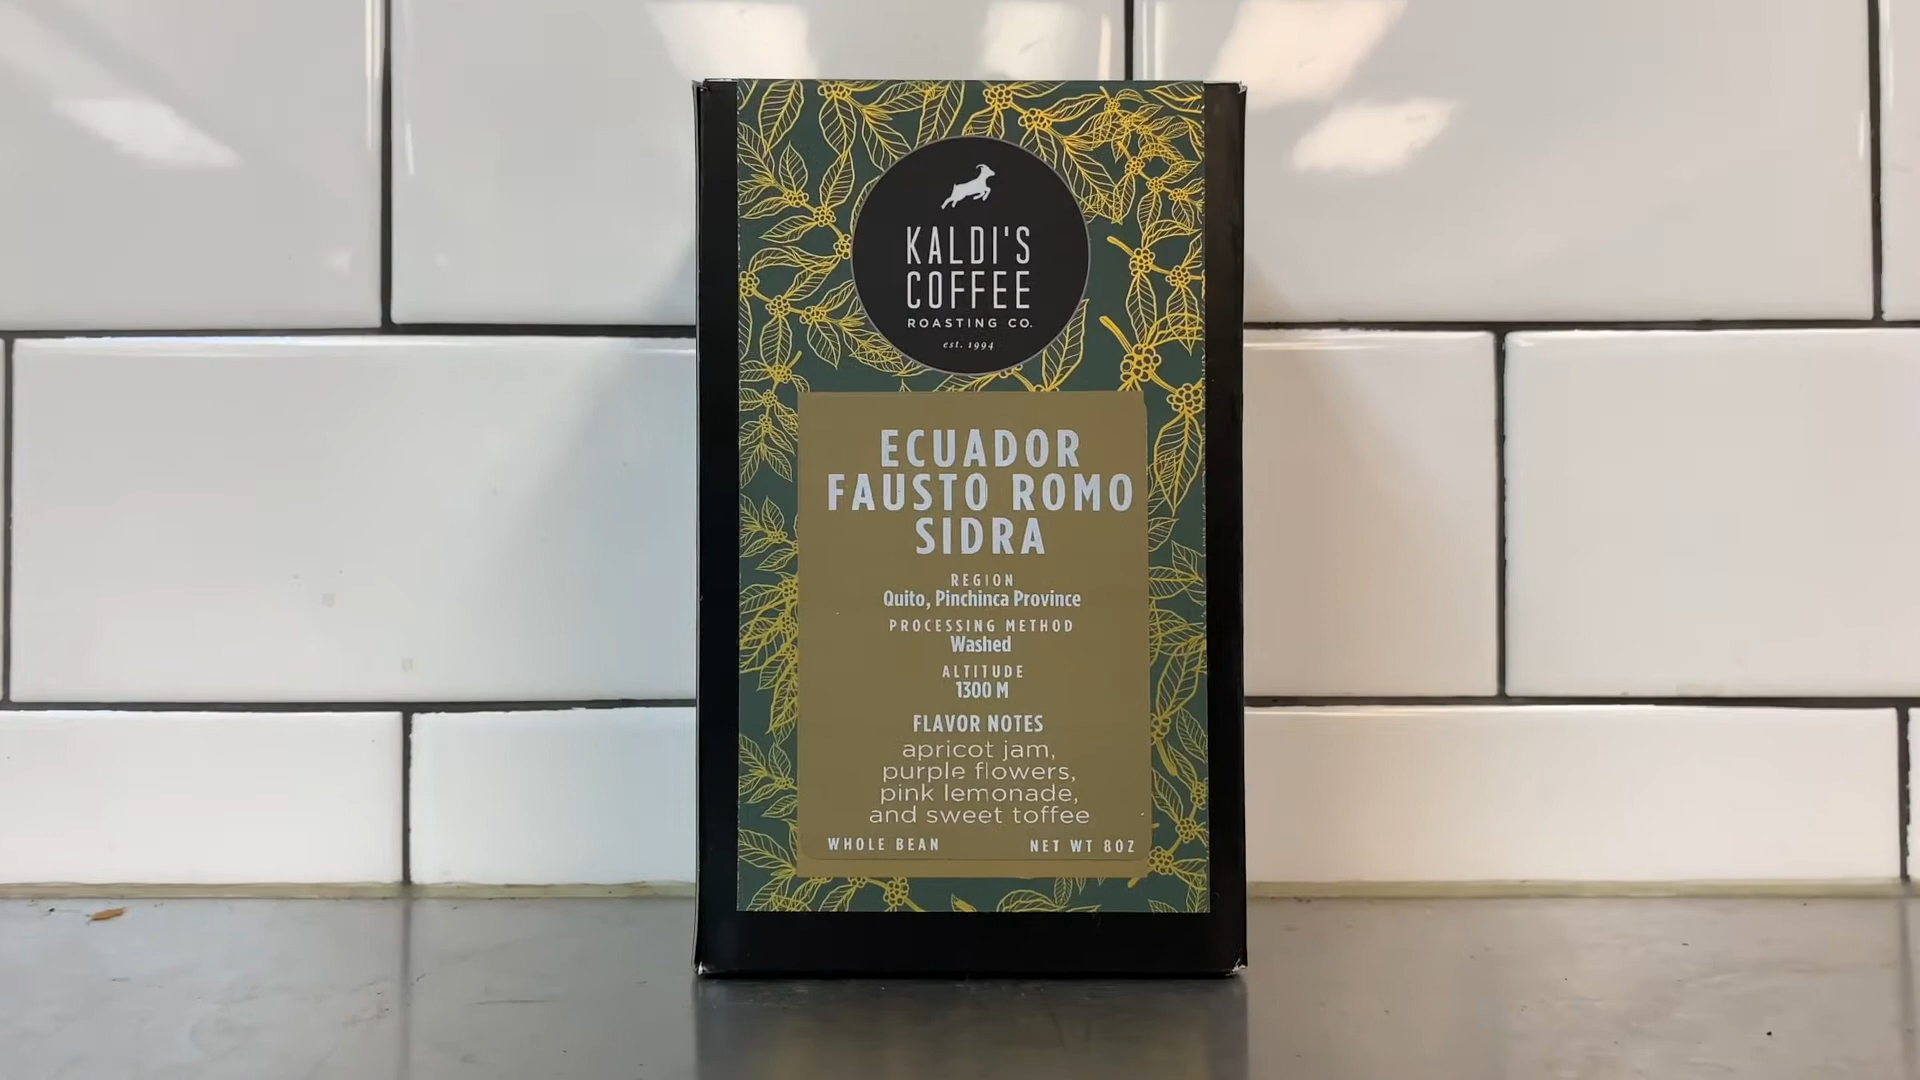 KALDI'S
COFFEE
ROASTING CO.
est. 1994
ECUADOR
FAUSTO ROMO
SIDRA
REGION
Quito, Pinchinca Province
PROCESSING METHOD
Washed
ALTITUDE
1300 M
FLAVOR NOTES
apricot jam,
purple flowers,
pink lemonade,
and sweet toffee
WHOLE BEAN NET WT 8OZ